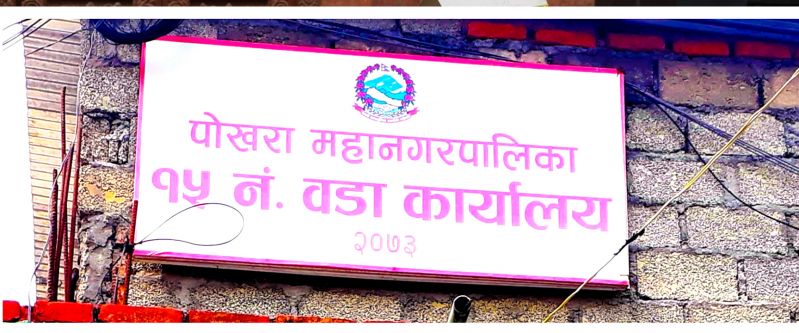 पोखरा महानगरपालिका
१५ नं. वडा कार्यालय
२०७३